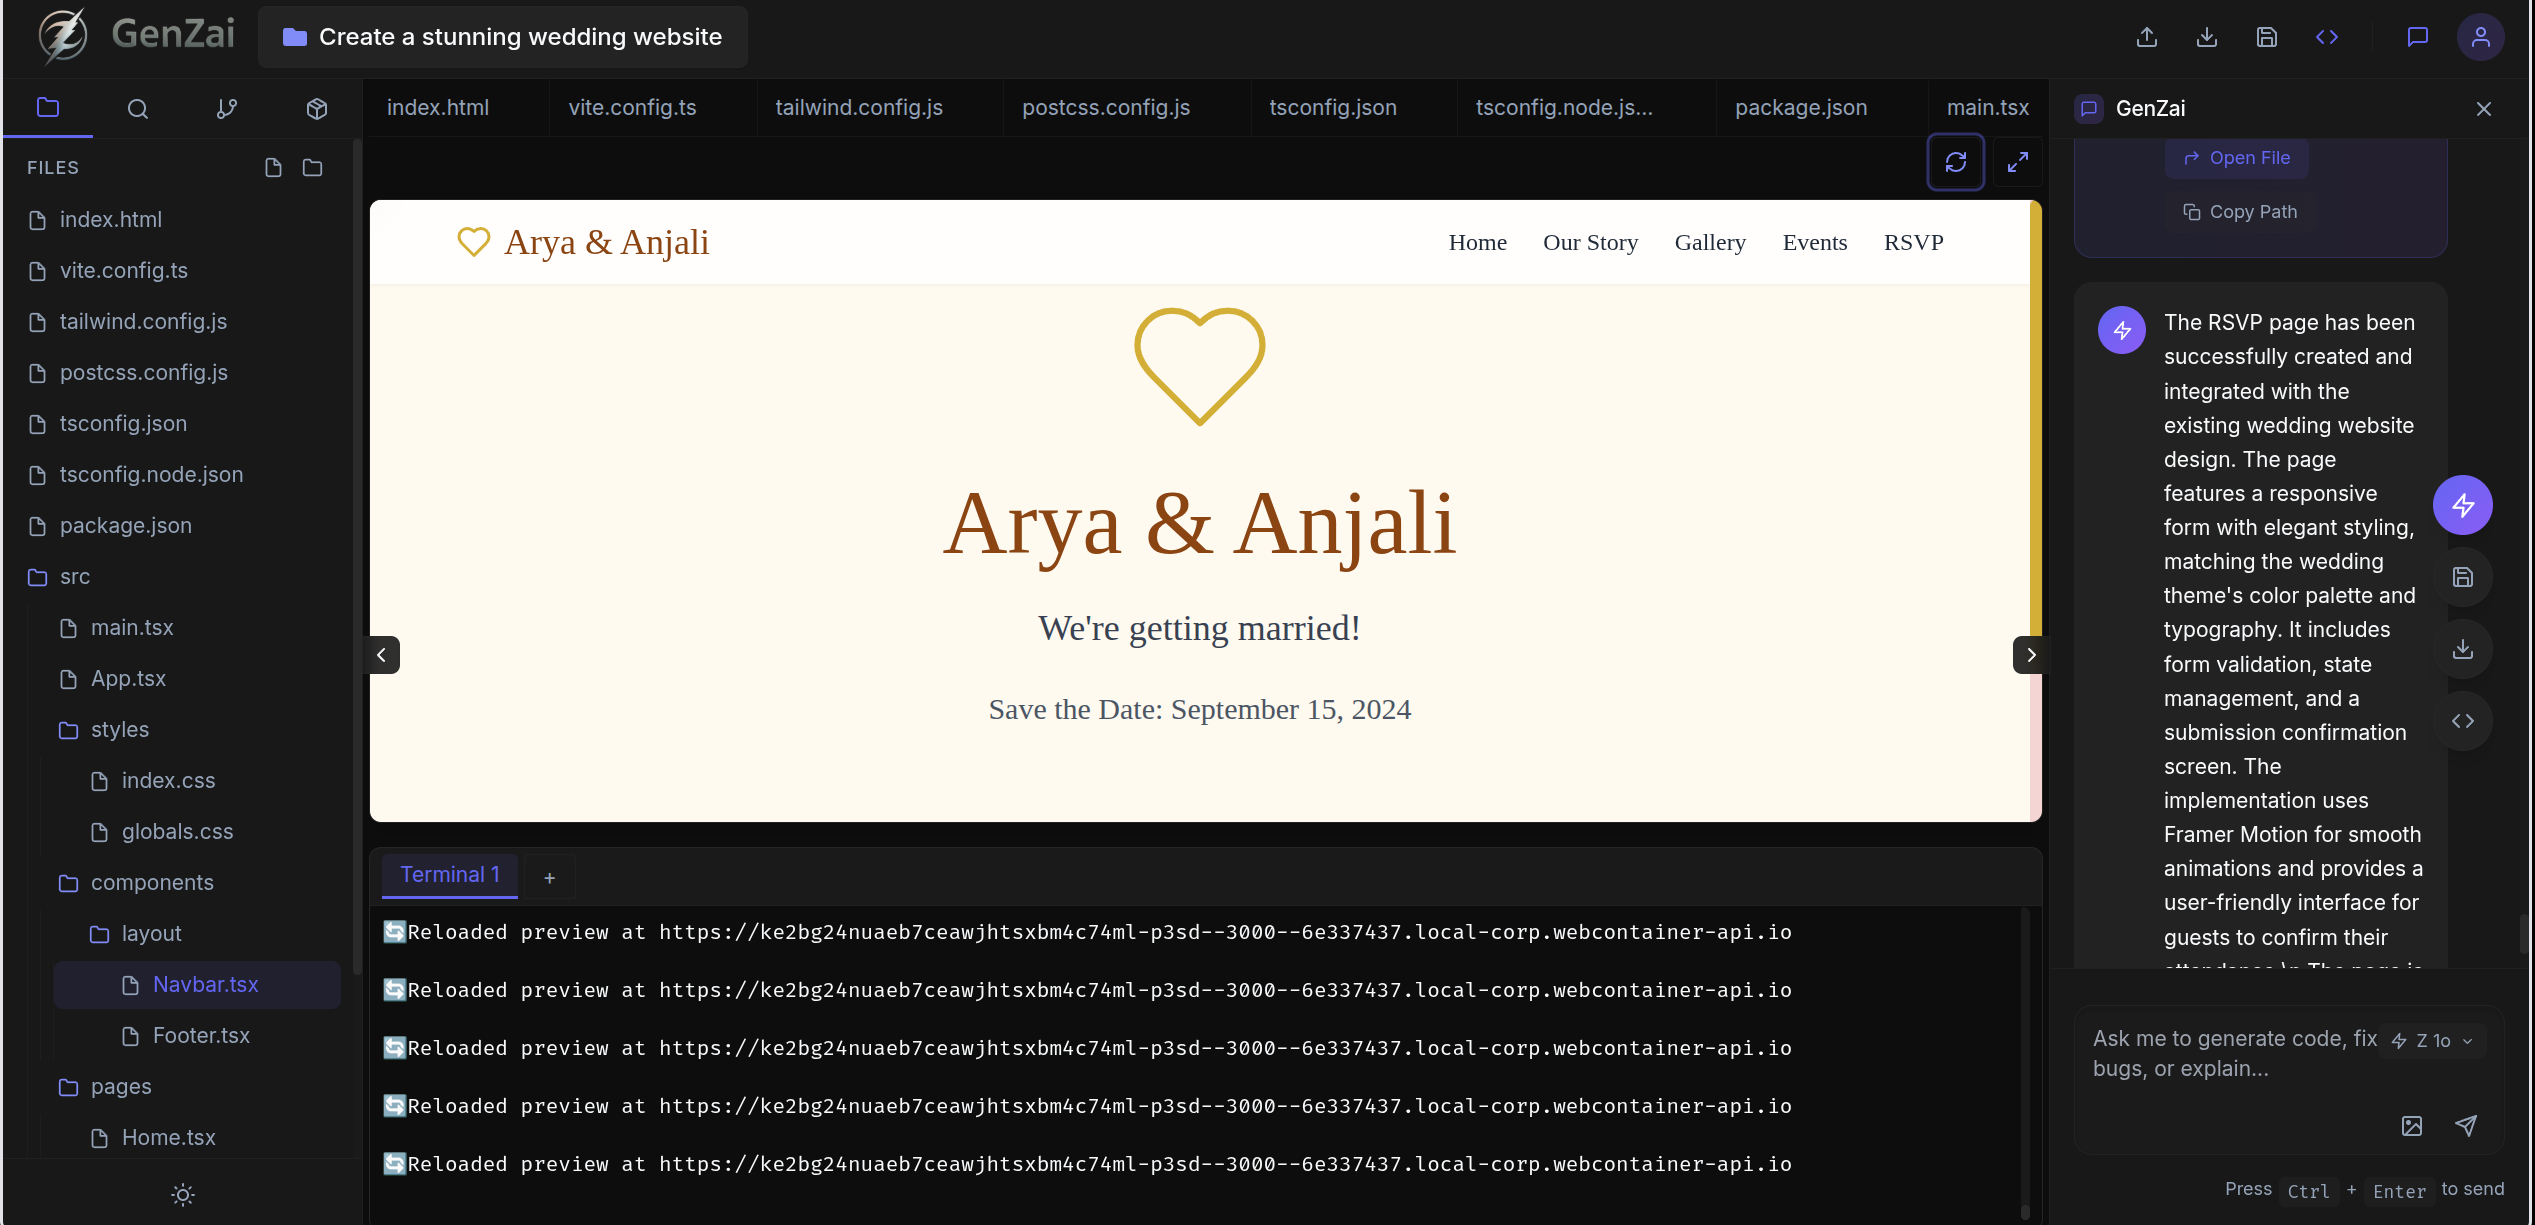 GenZai
Create a stunning wedding website
FILES
index.html
vite.config.ts
tailwind.config.js
postcss.config.js
tsconfig.json
tsconfig.node.json
package.json
src
main.tsx
App.tsx
styles
index.css
globals.css
components
layout
Navbar.tsx
Footer.tsx
pages
Home.tsx
index.html vite.config.ts tailwind.config.js postcss.config.js tsconfig.json tsconfig.node.js... package.json main.tsx
Arya & Anjali
Home Our Story Gallery Events RSVP
Arya & Anjali
We're getting married!
Save the Date: September 15, 2024
Terminal 1 +
Reloaded preview at https://ke2bg24nuaeb7ceawjhtsxbm4c74ml-p3sd--3000--6e337437.local-corp.webcontainer-api.io
Reloaded preview at https://ke2bg24nuaeb7ceawjhtsxbm4c74ml-p3sd--3000--6e337437.local-corp.webcontainer-api.io
Reloaded preview at https://ke2bg24nuaeb7ceawjhtsxbm4c74ml-p3sd--3000--6e337437.local-corp.webcontainer-api.io
Reloaded preview at https://ke2bg24nuaeb7ceawjhtsxbm4c74ml-p3sd--3000--6e337437.local-corp.webcontainer-api.io
Reloaded preview at https://ke2bg24nuaeb7ceawjhtsxbm4c74ml-p3sd--3000--6e337437.local-corp.webcontainer-api.io
GenZai
Open File
Copy Path
The RSVP page has been
successfully created and
integrated with the
existing wedding website
design. The page
features a responsive
form with elegant styling,
matching the wedding
theme's color palette and
typography. It includes
form validation, state
management, and a
submission confirmation
screen. The
implementation uses
Framer Motion for smooth
animations and provides a
user-friendly interface for
guests to confirm their
Ask me to generate code, fix
bugs, or explain...
Z 1o
Press Ctrl + Enter to send